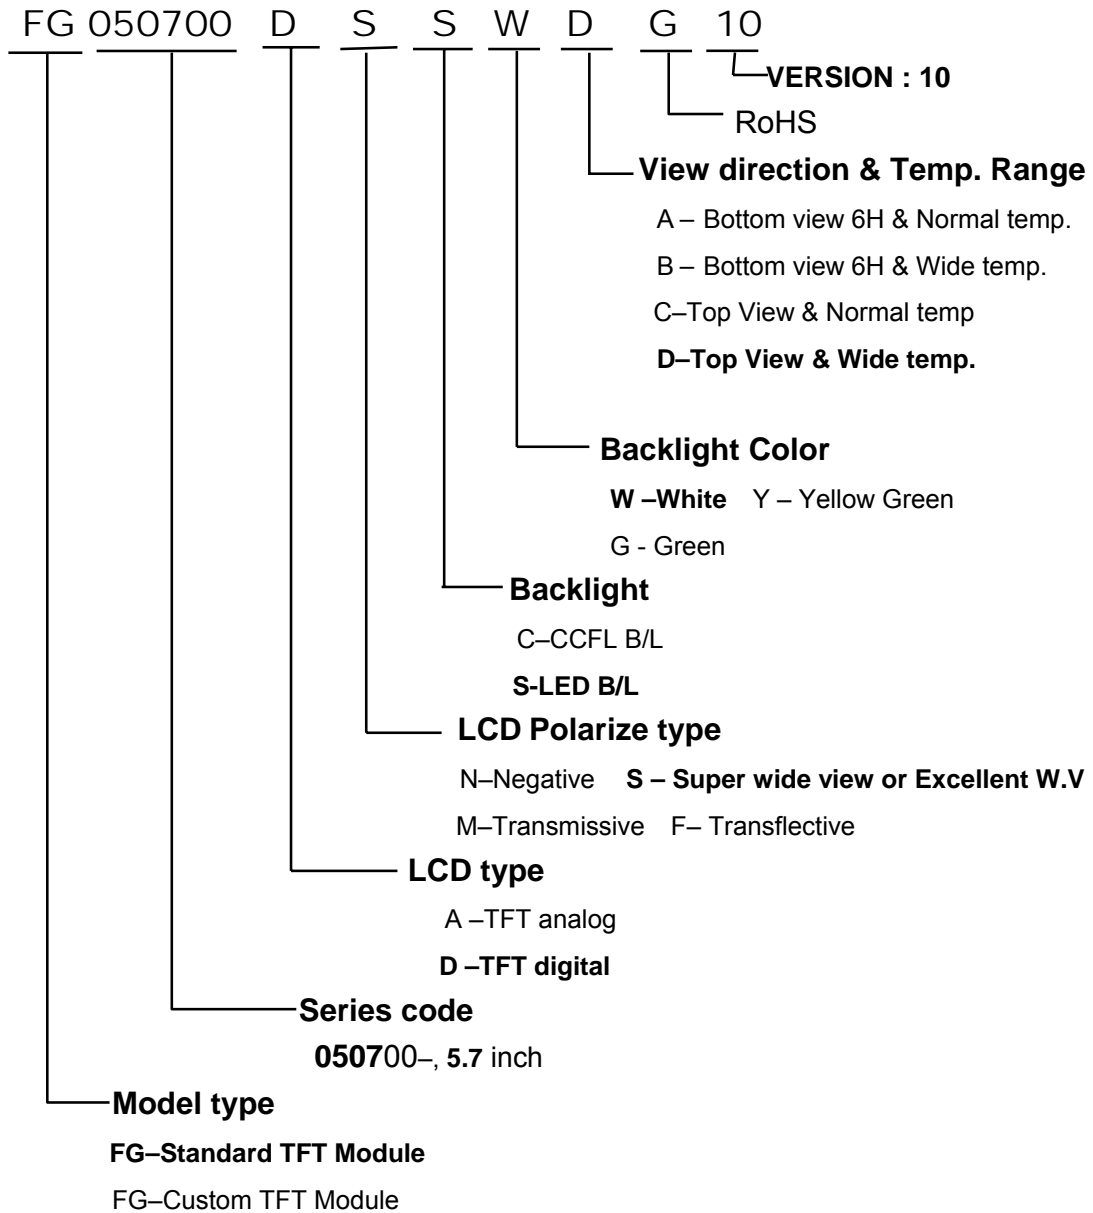 FG 050700 D S S W D G 10
VERSION : 10
RoHS
View direction & Temp. Range
A – Bottom view 6H & Normal temp.
B – Bottom view 6H & Wide temp.
C–Top View & Normal temp
D–Top View & Wide temp.
Backlight Color
W –White Y – Yellow Green
G - Green
Backlight
C–CCFL B/L
S-LED B/L
LCD Polarize type
N–Negative S – Super wide view or Excellent W.V
M–Transmissive F– Transflective
LCD type
A –TFT analog
D –TFT digital
Series code
050700–, 5.7 inch
Model type
FG–Standard TFT Module
FG–Custom TFT Module